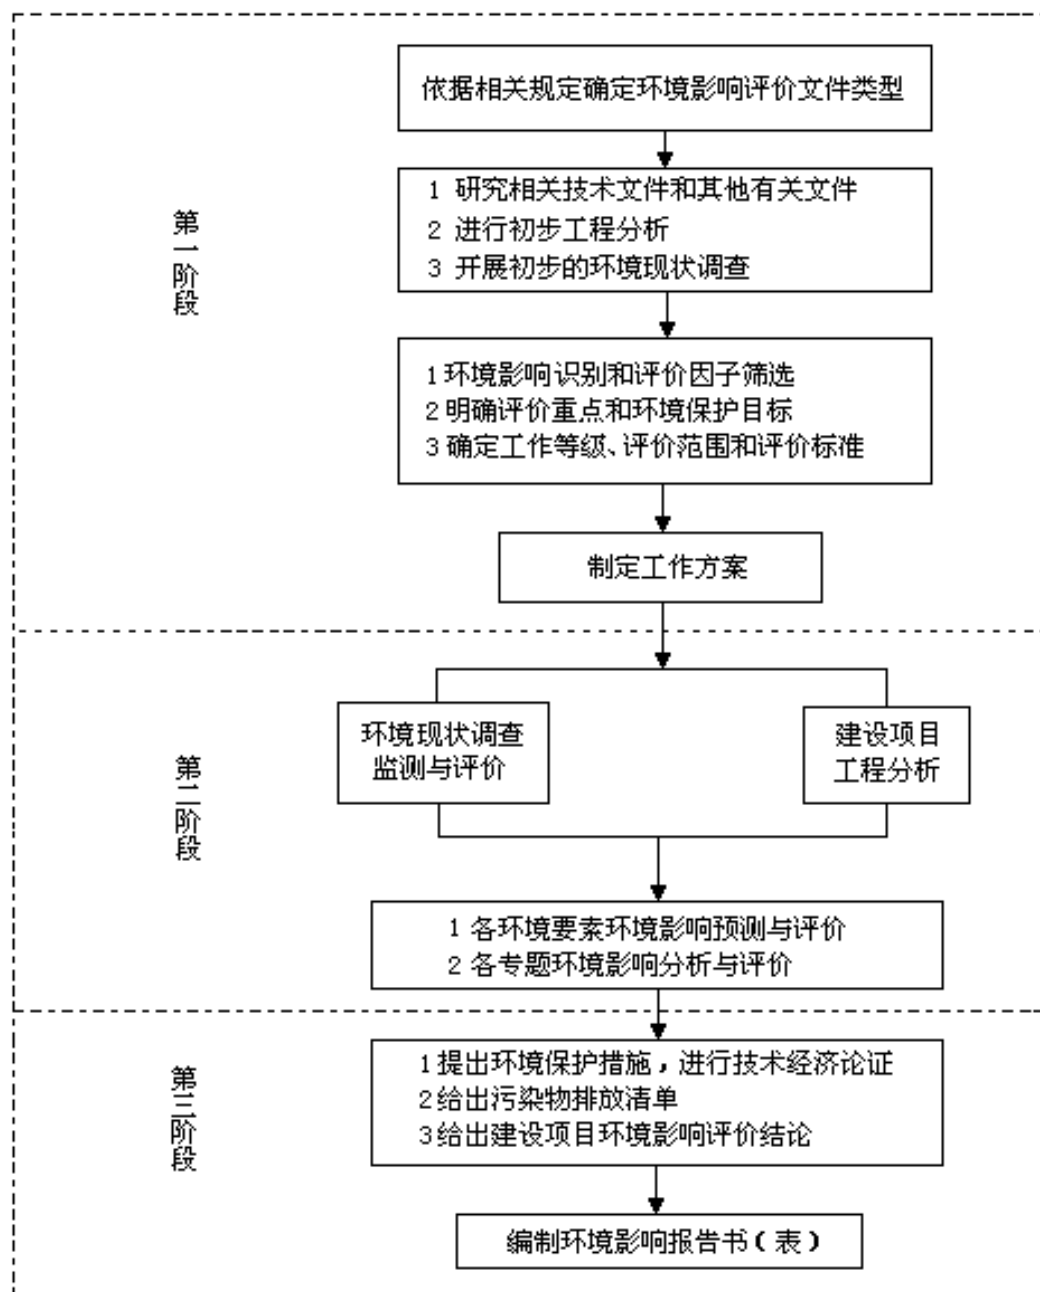 依据相关规定确定环境影响评价文件类型
1 研究相关技术文件和其他有关文件
2 进行初步工程分析
3 开展初步的环境现状调查
第一阶段
1环境影响识别和评价因子筛选
2明确评价重点和环境保护目标
3确定工作等级、评价范围和评价标准
制定工作方案
第二阶段
环境现状调查
监测与评价
建设项目
工程分析
1 各环境要素环境影响预测与评价
2 各专题环境影响分析与评价
第三阶段
1提出环境保护措施，进行技术经济论证
2给出污染物排放清单
3给出建设项目环境影响评价结论
编制环境影响报告书（表）